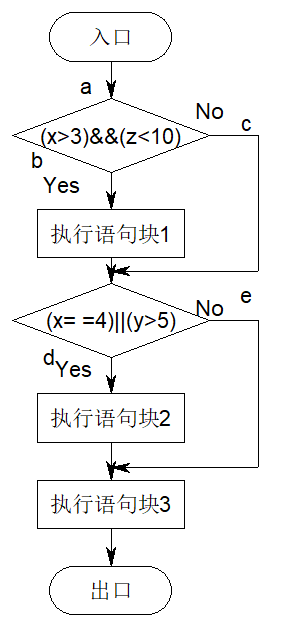 入口
a
No
c
(x>3)&&(z<10)
b
Yes
执行语句块1
No
e
(x= =4)||(y>5)
d
Yes
执行语句块2
执行语句块3
出口